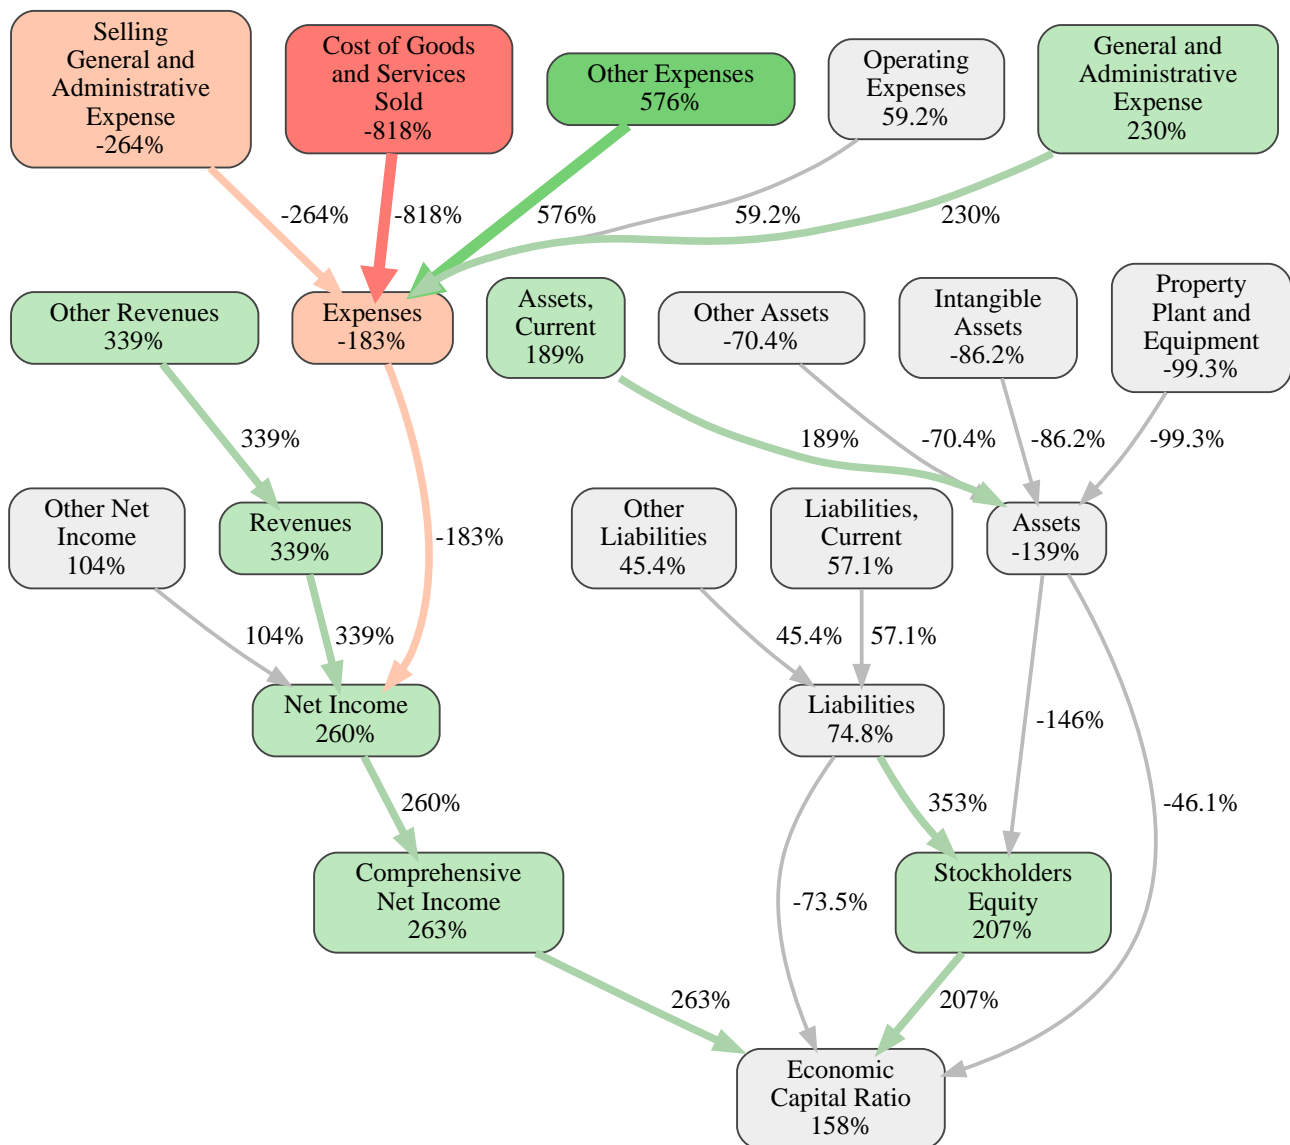 Selling
General and
Administrative
Expense
-264%
Cost of Goods
and Services
Sold
-818%
Other Expenses
576%
Operating
Expenses
59.2%
General and
Administrative
Expense
230%
-264%
-818%
576%
59.2%
230%
Other Revenues
339%
Expenses
-183%
Assets,
Current
189%
Other Assets
-70.4%
Intangible
Assets
-86.2%
Property
Plant and
Equipment
-99.3%
339%
189%
-70.4%
-86.2%
-99.3%
Other Net
Income
104%
Revenues
339%
-183%
Other
Liabilities
45.4%
Liabilities,
Current
57.1%
Assets
-139%
104%
339%
45.4%
57.1%
Net Income
260%
Liabilities
74.8%
-146%
260%
353%
-46.1%
Comprehensive
Net Income
263%
-73.5%
Stockholders
Equity
207%
263%
207%
Economic
Capital Ratio
158%